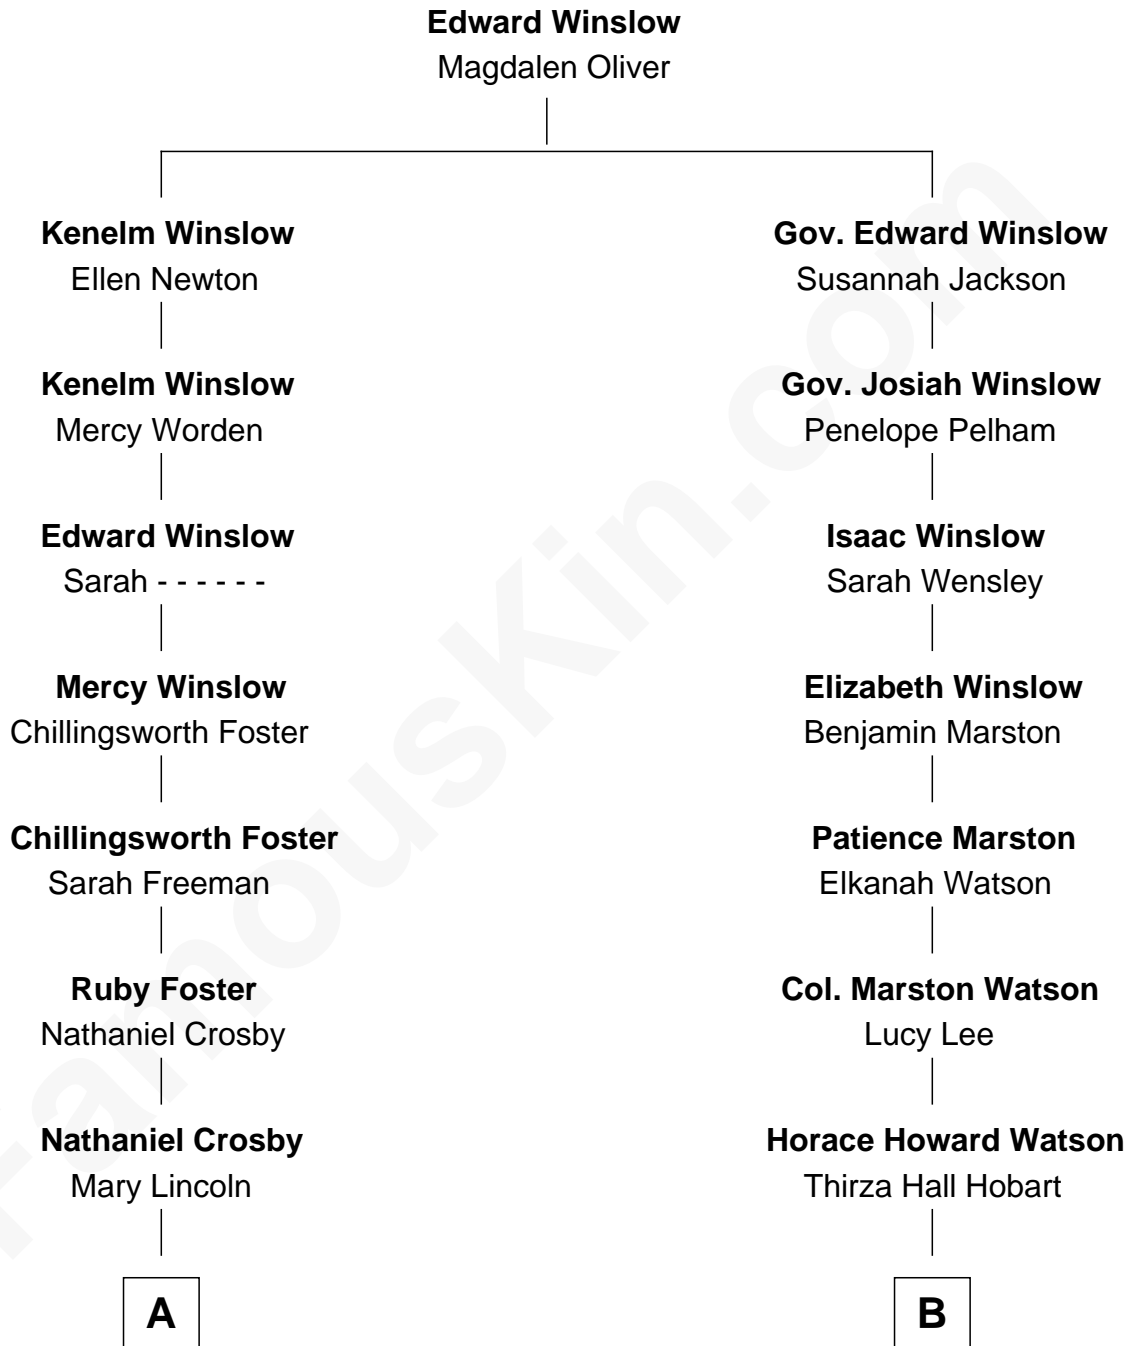 Edward Winslow
Magdalen Oliver
Kenelm Winslow
Ellen Newton
Gov. Edward Winslow
Susannah Jackson
Kenelm Winslow
Mercy Worden
Gov. Josiah Winslow
Penelope Pelham
Edward Winslow
Sarah - - - - - -
Isaac Winslow
Sarah Wensley
Mercy Winslow
Chillingsworth Foster
Elizabeth Winslow
Benjamin Marston
Chillingsworth Foster
Sarah Freeman
Patience Marston
Elkanah Watson
Ruby Foster
Nathaniel Crosby
Col. Marston Watson
Lucy Lee
Nathaniel Crosby
Mary Lincoln
Horace Howard Watson
Thirza Hall Hobart
A
B
FamousKin.com